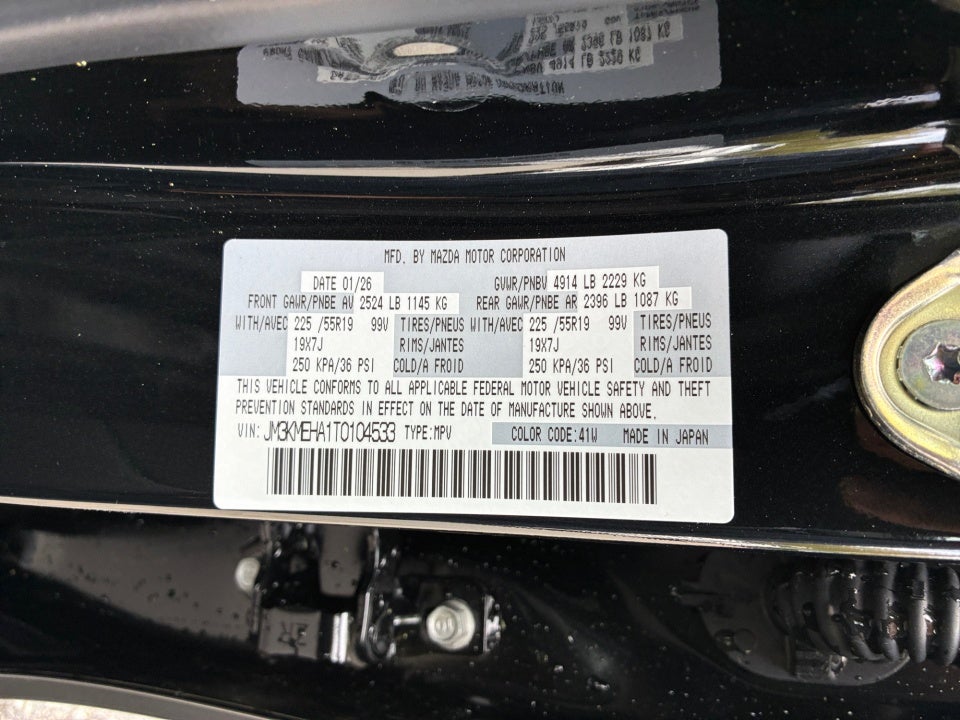 MFD. BY MAZDA MOTOR CORPORATION
DATE 01/26 GVWR/PNBV 4914 LB 2229 KG
FRONT GAWR/PNBE AV 2524 LB 1145 KG REAR GAWR/PNBE AR 2396 LB 1087 KG
WITH/AVEC 225 /55R19 99V TIRES/PNEUS WITH/AVEC 225 /55R19 99V TIRES/PNEUS
19X7J RIMS/JANTES 19X7J RIMS/JANTES
250 KPA/36 PSI COLD/A FROID 250 KPA/36 PSI COLD/A FROID
THIS VEHICLE CONFORMS TO ALL APPLICABLE FEDERAL MOTOR VEHICLE SAFETY AND THEFT
PREVENTION STANDARDS IN EFFECT ON THE DATE OF MANUFACTURE SHOWN ABOVE.
VIN: JM3KMEHA1T0104533 TYPE:MPV COLOR CODE:41W MADE IN JAPAN